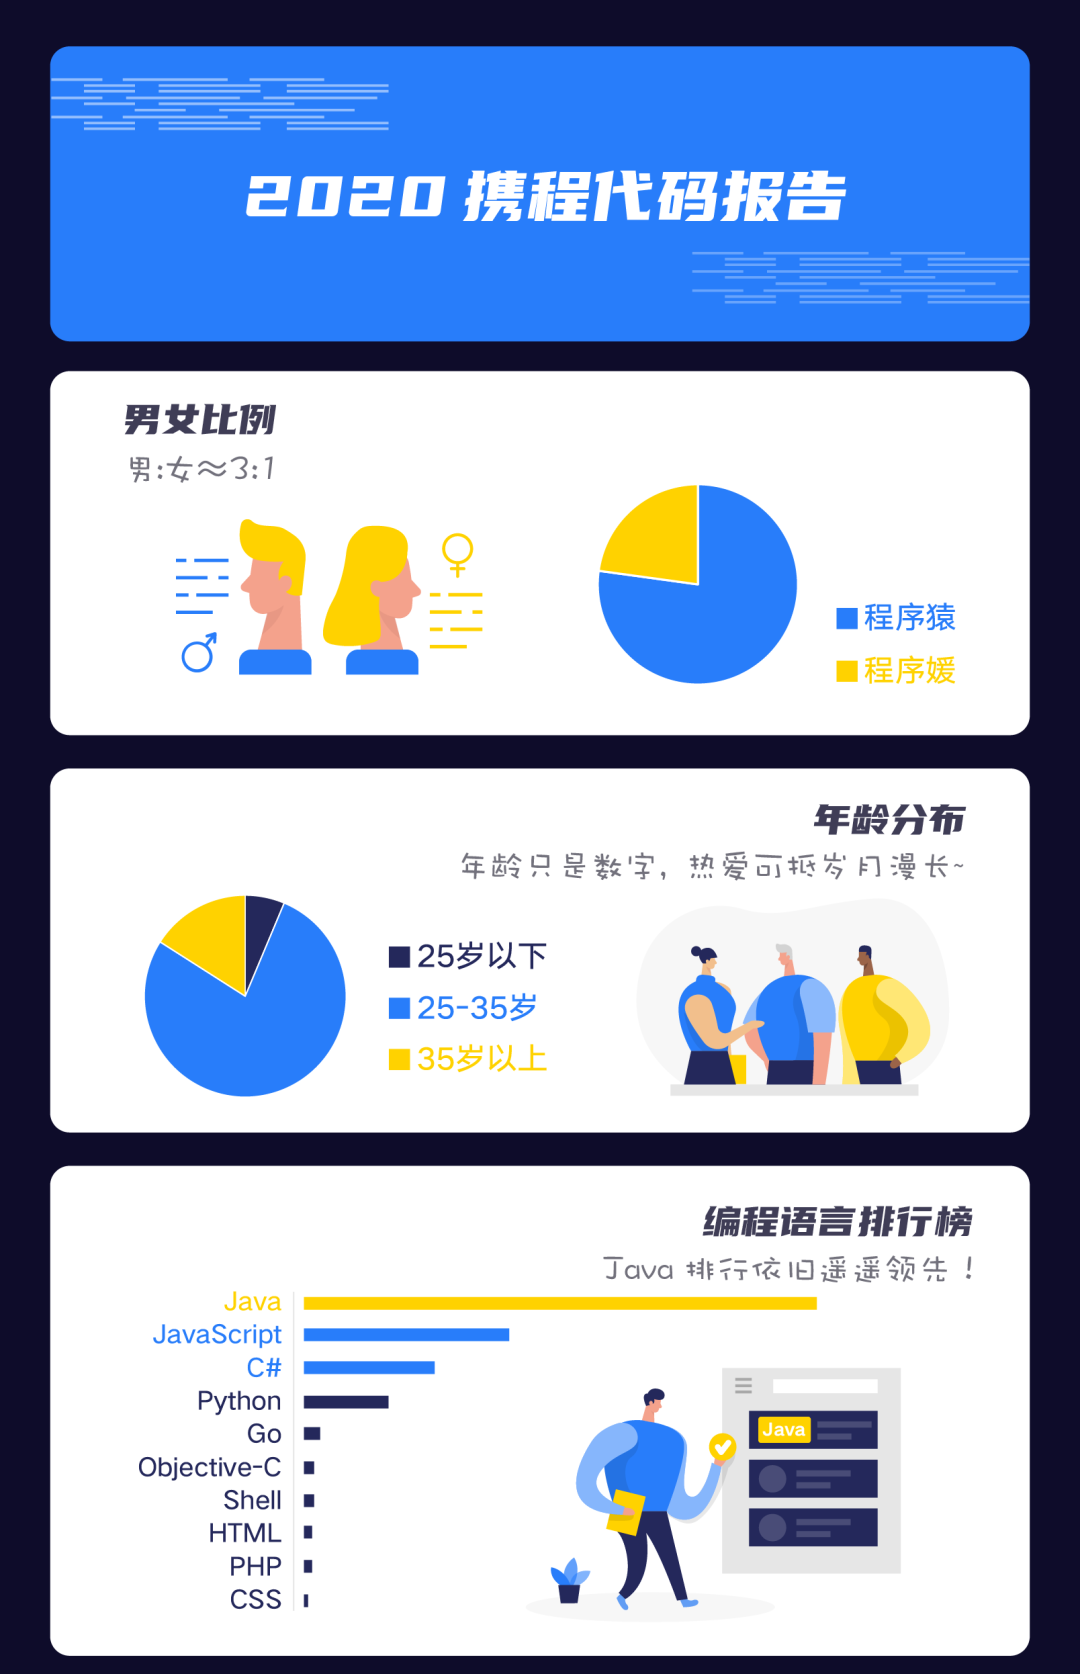 2020 携程代码报告
男女比例
男:女≈3:1
程序猿
程序媛
年龄分布
年龄只是数字，热爱可抵岁月漫长~
25岁以下
25-35岁
35岁以上
编程语言排行榜
Java 排行依旧遥遥领先！
Java
JavaScript
C#
Python
Go
Objective-C
Shell
HTML
PHP
CSS
Java